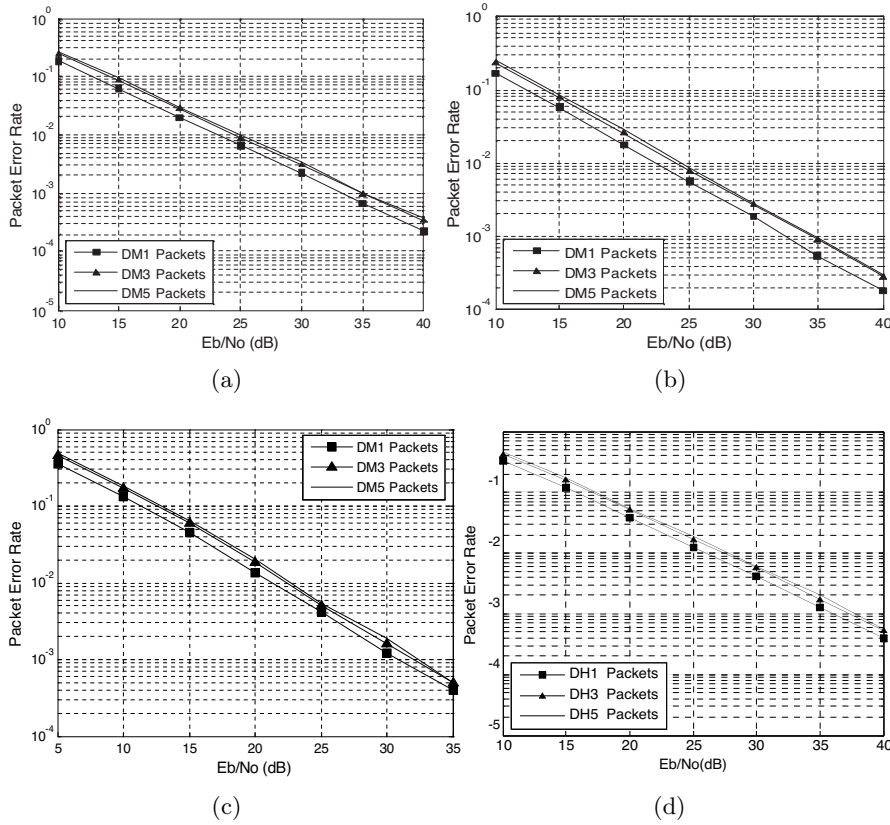 10^0
10^-1
10^-2
10^-3
10^-4
10^-5
Packet Error Rate
DM1 Packets
DM3 Packets
DM5 Packets
10 15 20 25 30 35 40
Eb/No (dB)
(a)
10^0
10^-1
10^-2
10^-3
10^-4
Packet Error Rate
DM1 Packets
DM3 Packets
DM5 Packets
10 15 20 25 30 35 40
Eb/No (dB)
(b)
10^0
10^-1
10^-2
10^-3
10^-4
Packet Error Rate
DM1 Packets
DM3 Packets
DM5 Packets
5 10 15 20 25 30 35
Eb/No (dB)
(c)
-1
-2
-3
-4
-5
Packet Error Rate
DH1 Packets
DH3 Packets
DH5 Packets
10 15 20 25 30 35 40
Eb/No(dB)
(d)